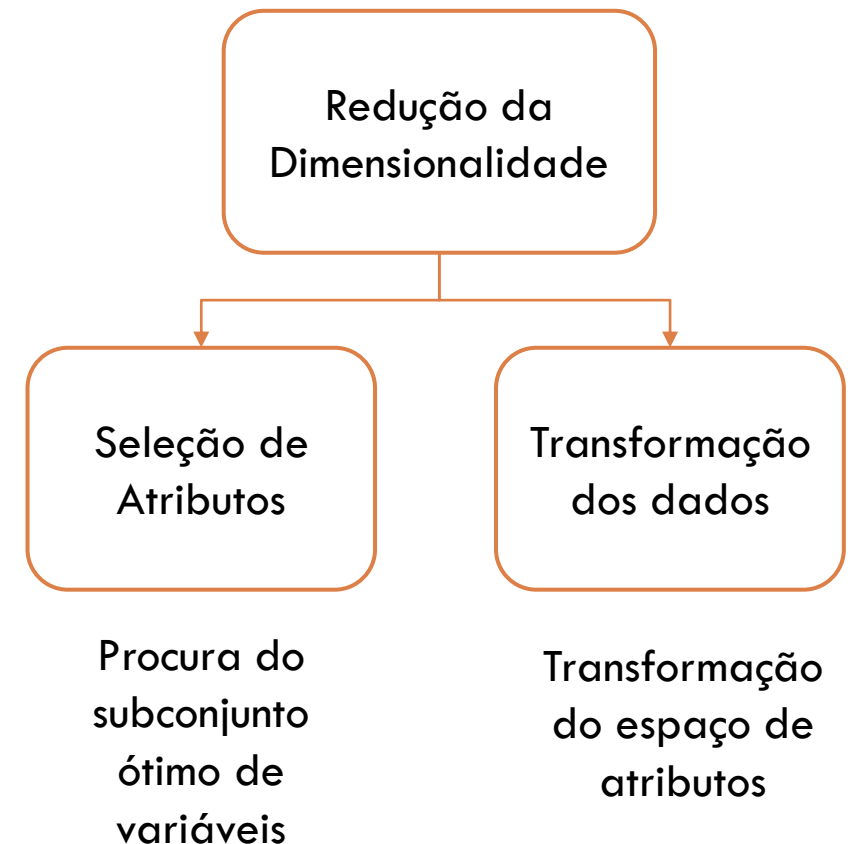 Redução da
Dimensionalidade
Seleção de
Atributos
Transformação
dos dados
Procura do
subconjunto
ótimo de
variáveis
Transformação
do espaço de
atributos